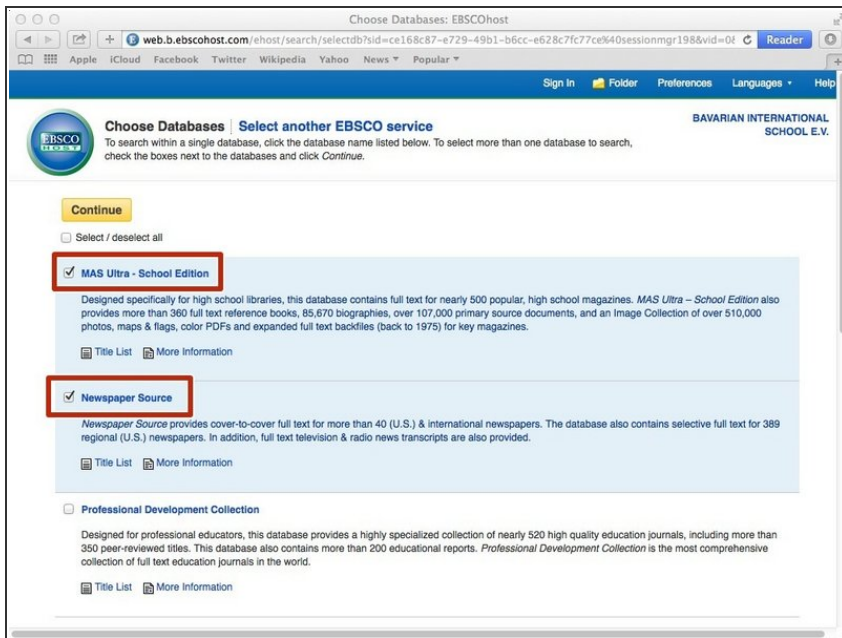 Choose Databases: EBSCOhost
web.b.ebscohost.com/ehost/search/selectdb?sid=ce168c87-e729-49b1-b6cc-e628c7fc77ce%40sessionmgr198&vid=0&
Reader
Apple iCloud Facebook Twitter Wikipedia Yahoo News Popular
Sign In Folder Preferences Languages Help
EBSCO
HOST
Choose Databases Select another EBSCO service
To search within a single database, click the database name listed below. To select more than one database to search,
check the boxes next to the databases and click Continue.
BAVARIAN INTERNATIONAL
SCHOOL E.V.
Continue
Select / deselect all
MAS Ultra - School Edition
Designed specifically for high school libraries, this database contains full text for nearly 500 popular, high school magazines. MAS Ultra – School Edition also
provides more than 360 full text reference books, 85,670 biographies, over 107,000 primary source documents, and an Image Collection of over 510,000
photos, maps & flags, color PDFs and expanded full text backfiles (back to 1975) for key magazines.
Title List More Information
Newspaper Source
Newspaper Source provides cover-to-cover full text for more than 40 (U.S.) & international newspapers. The database also contains selective full text for 389
regional (U.S.) newspapers. In addition, full text television & radio news transcripts are also provided.
Title List More Information
Professional Development Collection
Designed for professional educators, this database provides a highly specialized collection of nearly 520 high quality education journals, including more than
350 peer-reviewed titles. This database also contains more than 200 educational reports. Professional Development Collection is the most comprehensive
collection of full text education journals in the world.
Title List More Information